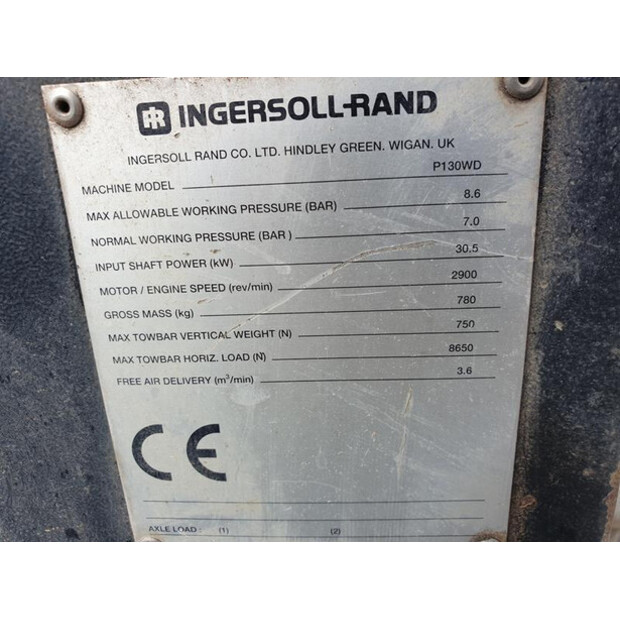 IR INGERSOLL-RAND
INGERSOLL RAND CO. LTD. HINDLEY GREEN. WIGAN. UK
MACHINE MODEL P130WD
MAX ALLOWABLE WORKING PRESSURE (BAR) 8.6
NORMAL WORKING PRESSURE (BAR ) 7.0
INPUT SHAFT POWER (kW) 30.5
MOTOR / ENGINE SPEED (rev/min) 2900
GROSS MASS (kg) 780
MAX TOWBAR VERTICAL WEIGHT (N) 750
MAX TOWBAR HORIZ. LOAD (N) 8650
FREE AIR DELIVERY (m³/min) 3.6
CE
AXLE LOAD : (1) (2)